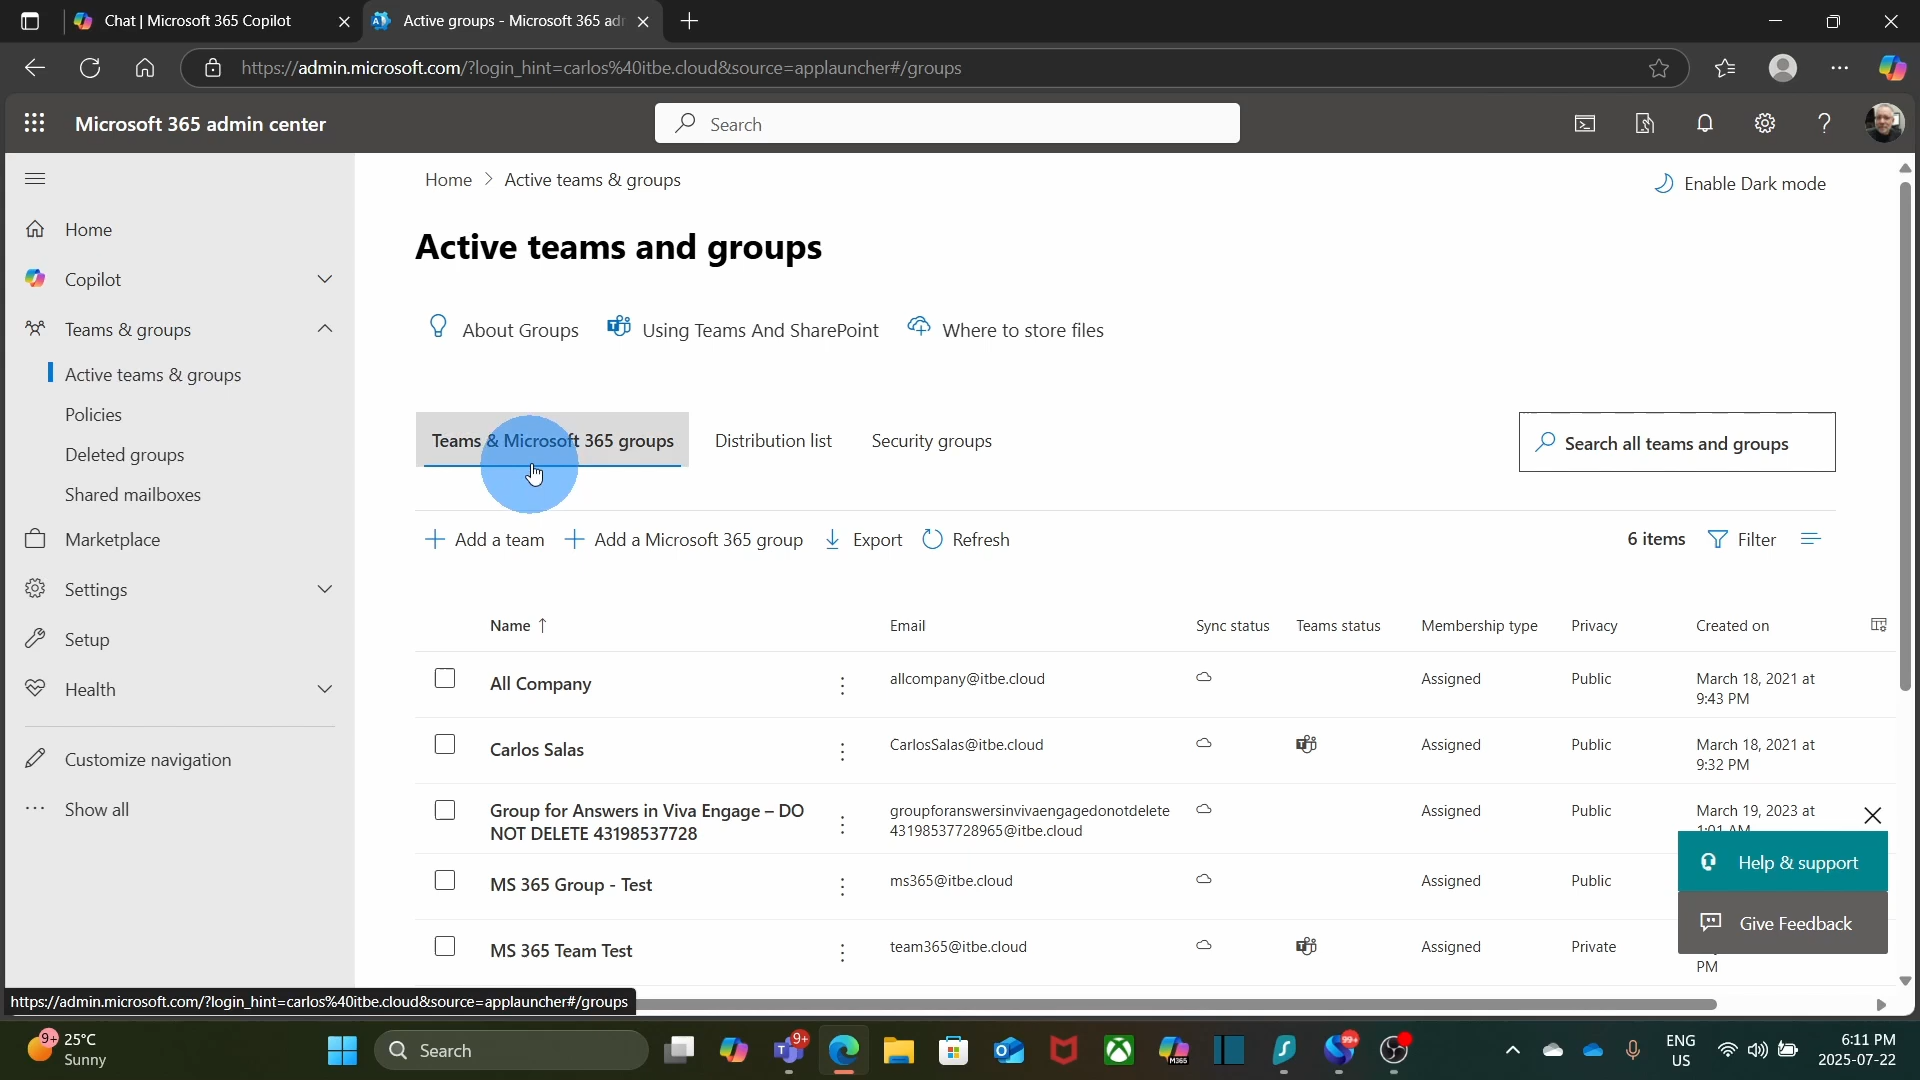 Chat | Microsoft 365 Copilot
Active groups - Microsoft 365 adr
https://admin.microsoft.com/?login_hint=carlos%40itbe.cloud&source=applauncher#/groups
Microsoft 365 admin center
Search
Home > Active teams & groups
Enable Dark mode
Home
Copilot
Teams & groups
Active teams & groups
Policies
Deleted groups
Shared mailboxes
Marketplace
Settings
Setup
Health
Customize navigation
Show all
Active teams and groups
About Groups
Using Teams And SharePoint
Where to store files
Teams & Microsoft 365 groups
Distribution list
Security groups
Search all teams and groups
Add a team
Add a Microsoft 365 group
Export
Refresh
6 items
Filter
Name ↑ Email Sync status Teams status Membership type Privacy Created on
All Company allcompany@itbe.cloud Assigned Public March 18, 2021 at
9:43 PM
Carlos Salas CarlosSalas@itbe.cloud Assigned Public March 18, 2021 at
9:32 PM
Group for Answers in Viva Engage – DO groupforanswersinvivaengagedonotdelete Assigned Public March 19, 2023 at
NOT DELETE 43198537728 43198537728965@itbe.cloud 1:01 AM
MS 365 Group - Test ms365@itbe.cloud Assigned Public
MS 365 Team Test team365@itbe.cloud Assigned Private
PM
Help & support
Give Feedback
https://admin.microsoft.com/?login_hint=carlos%40itbe.cloud&source=applauncher#/groups
9+
25°C
Sunny
Search
9+
M365
99+
ENG
US
6:11 PM
2025-07-22